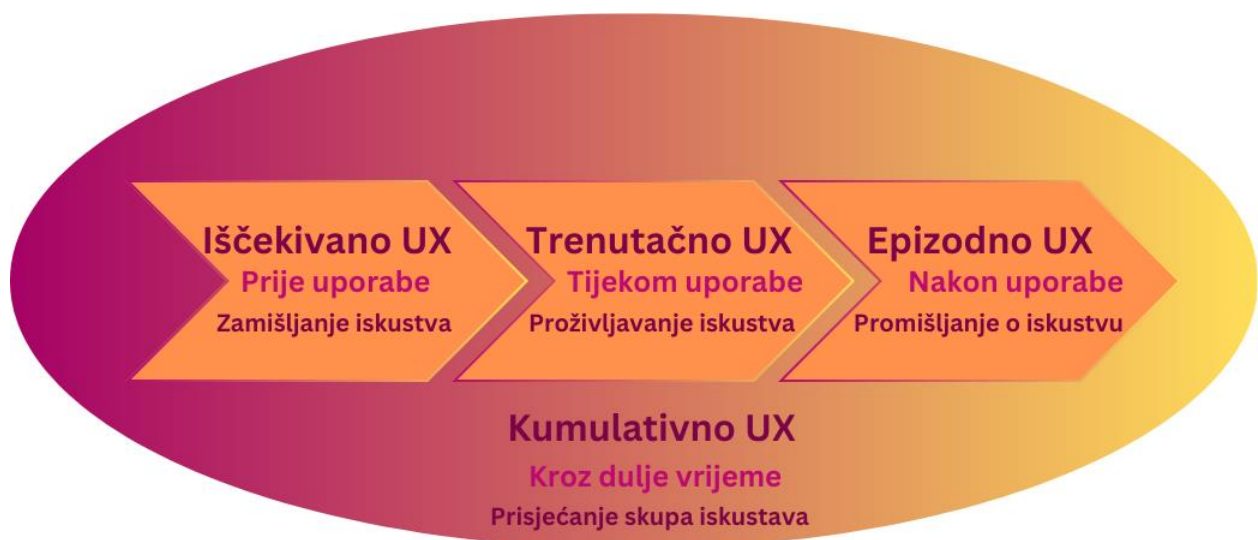 Iščekivano UX
Prije uporabe
Zamišljanje iskustva
Trenutačno UX
Tijekom uporabe
Proživljavanje iskustva
Epizodno UX
Nakon uporabe
Promišljanje o iskustvu
Kumulativno UX
Kroz dulje vrijeme
Prisjećanje skupa iskustava